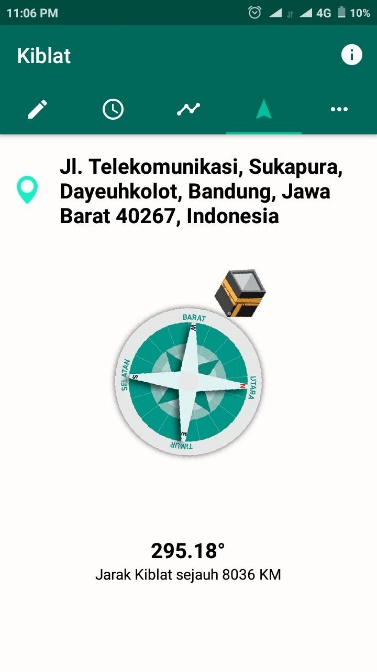 11:06 PM 4G 10%
Kiblat
Jl. Telekomunikasi, Sukapura,
Dayeuhkolot, Bandung, Jawa
Barat 40267, Indonesia
BARAT
W
SELATAN
S
N
UTARA
E
TIMUR
295.18°
Jarak Kiblat sejauh 8036 KM